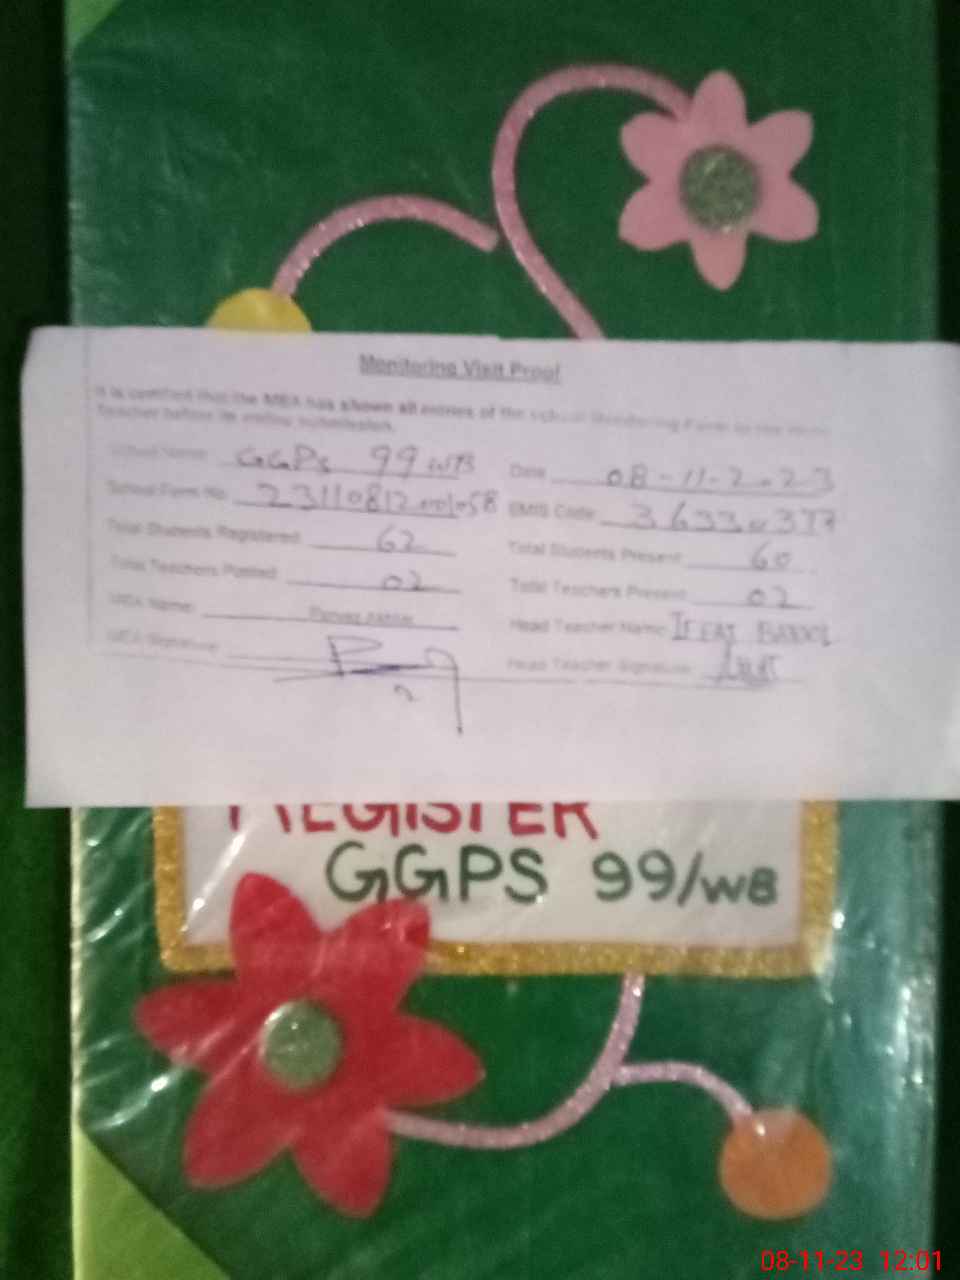 Monitoring Visit Proof
It is certified that the MEA has shown all entries of the school Monitoring Form to the Head
Teacher before its online submission.
School Name: GGPS 99 WB Date 08-11-2023
School Form No. EMIS Code:
Total Students Registered: 62 Total Students Present: 60
Total Teachers Posted: 02 Total Teachers Present: 02
MEA Name: Head Teacher Name:
MEA Signature: Head Teacher Signature:
REGISTER
GGPS 99/WB
08-11-23 12:01